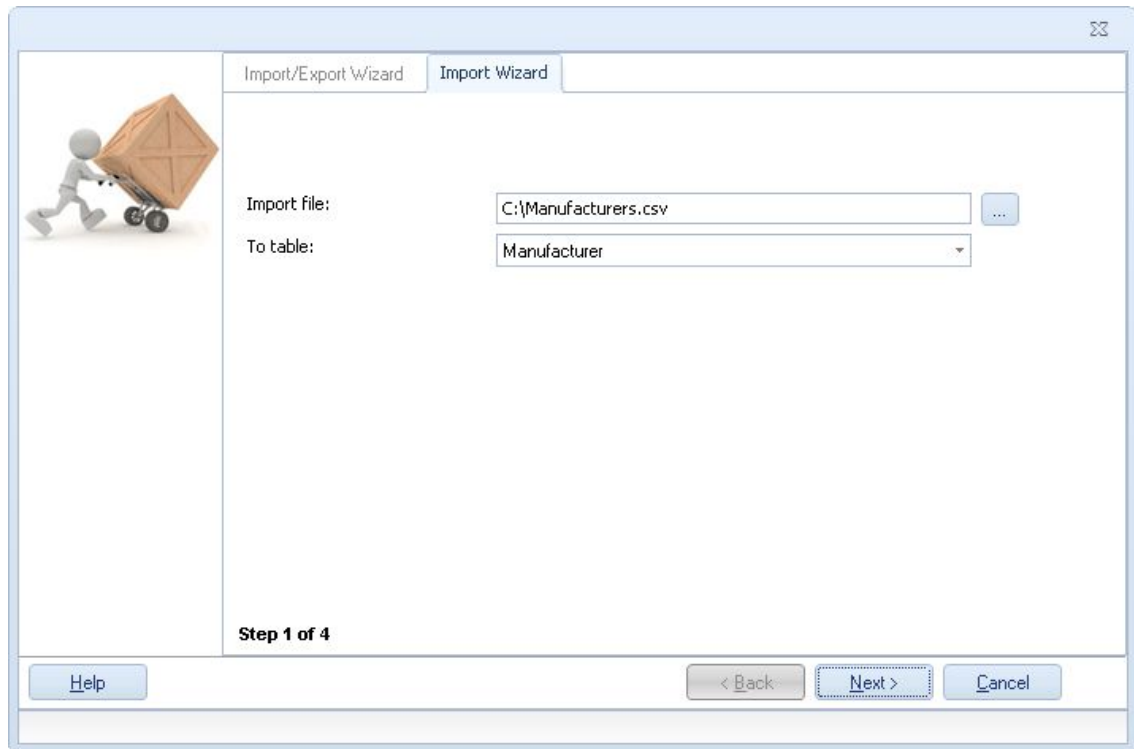 Import/Export Wizard Import Wizard
Import file: C:\Manufacturers.csv ...
To table: Manufacturer
Step 1 of 4
Help < Back Next > Cancel